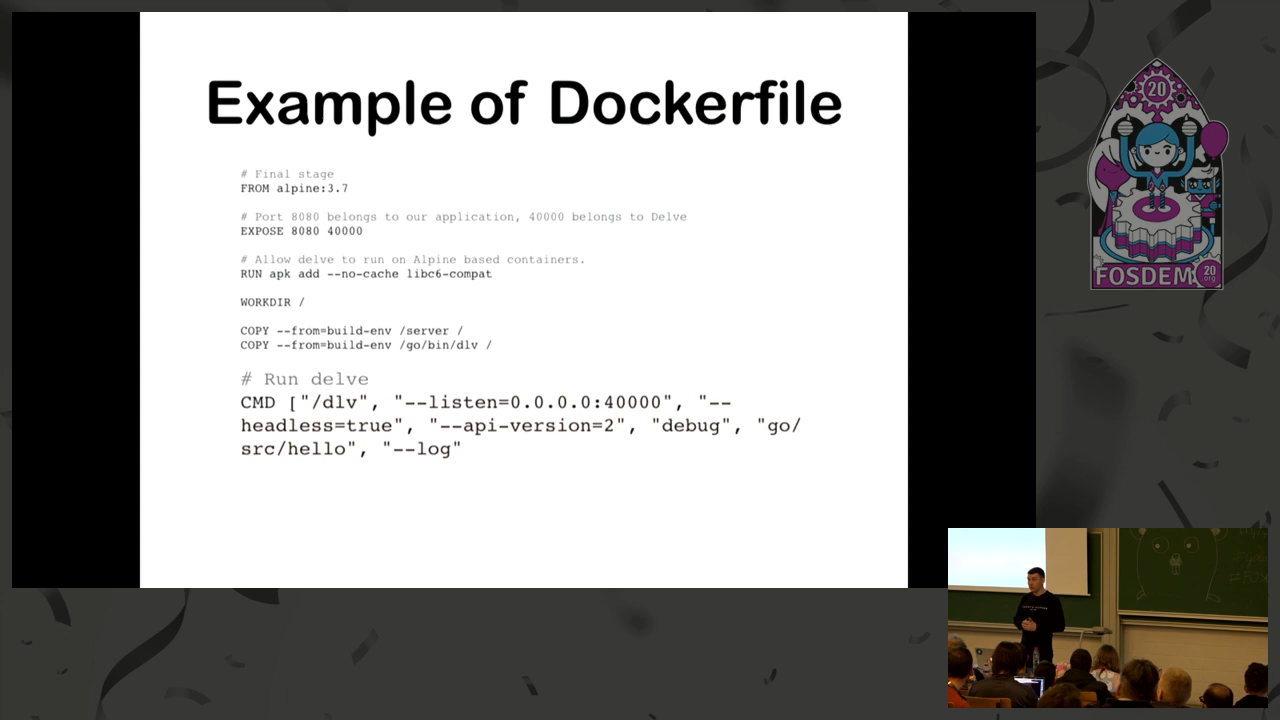 Example of Dockerfile
# Final stage
FROM alpine:3.7
# Port 8080 belongs to our application, 40000 belongs to Delve
EXPOSE 8080 40000
# Allow delve to run on Alpine based containers.
RUN apk add --no-cache libc6-compat
WORKDIR /
COPY --from=build-env /server /
COPY --from=build-env /go/bin/dlv /
# Run delve
CMD ["/dlv", "--listen=0.0.0.0:40000", "--
headless=true", "--api-version=2", "debug", "go/
src/hello", "--log"
20
FOSDEM
20
.org